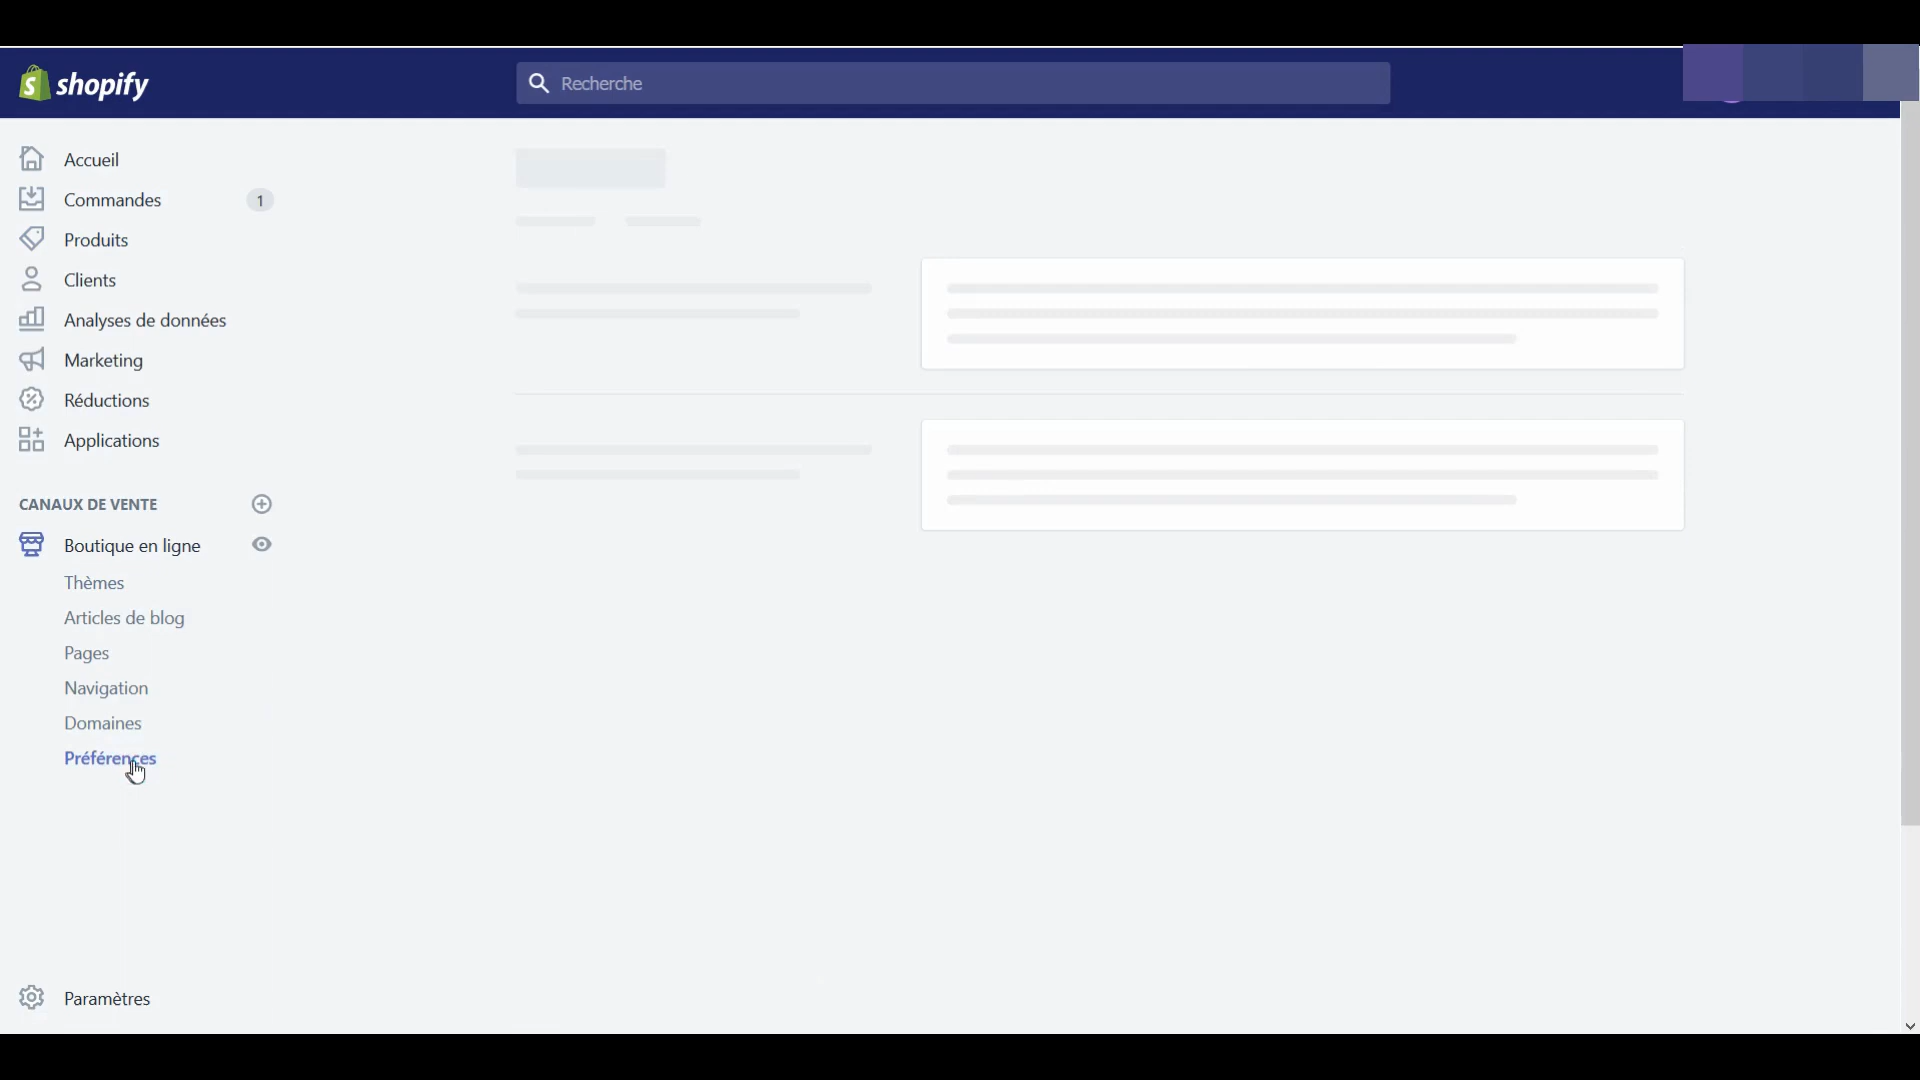 shopify
Recherche
Accueil
Commandes 1
Produits
Clients
Analyses de données
Marketing
Réductions
Applications
CANAUX DE VENTE
Boutique en ligne
Thèmes
Articles de blog
Pages
Navigation
Domaines
Préférences
Paramètres